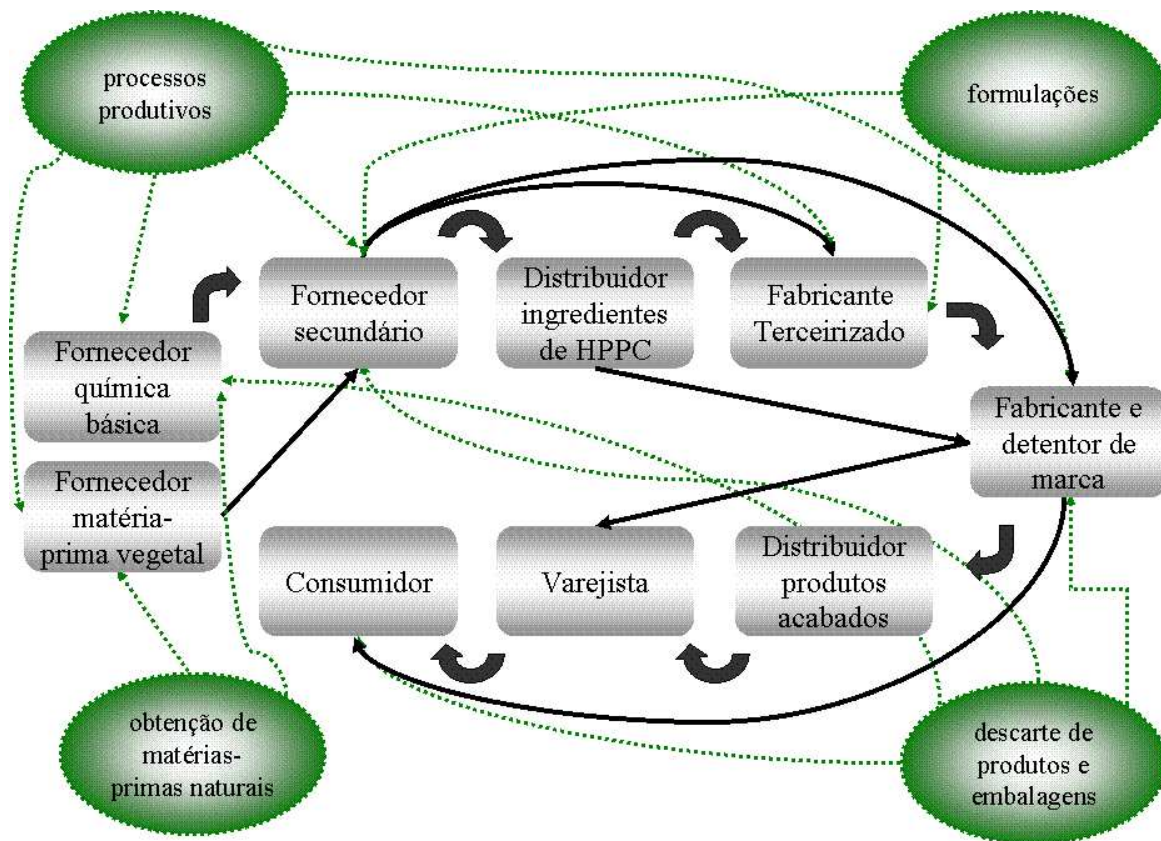 processos
produtivos
formulações
Fornecedor
secundário
Distribuidor
ingredientes
de HPPC
Fabricante
Terceirizado
Fornecedor
química
básica
Fabricante e
detentor de
marca
Fornecedor
matéria-
prima vegetal
Consumidor
Varejista
Distribuidor
produtos
acabados
obtenção de
matérias-
primas naturais
descarte de
produtos e
embalagens